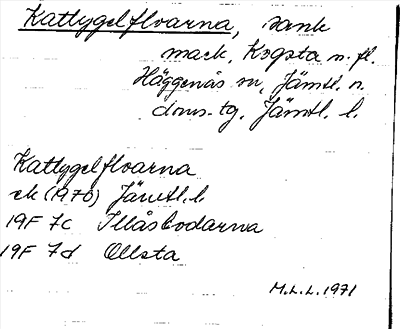 Kattygelfloarna, sank
mark, Kogsta n. fl.
Häggenås sn, Jämtl. n.
doms. tg, Jämtl. l.
Kattygelfloarna
ek (1970) Jämtl. l.
19F 7c Illåsbodarna
19F 7d Ollsta
M.L.L. 1971